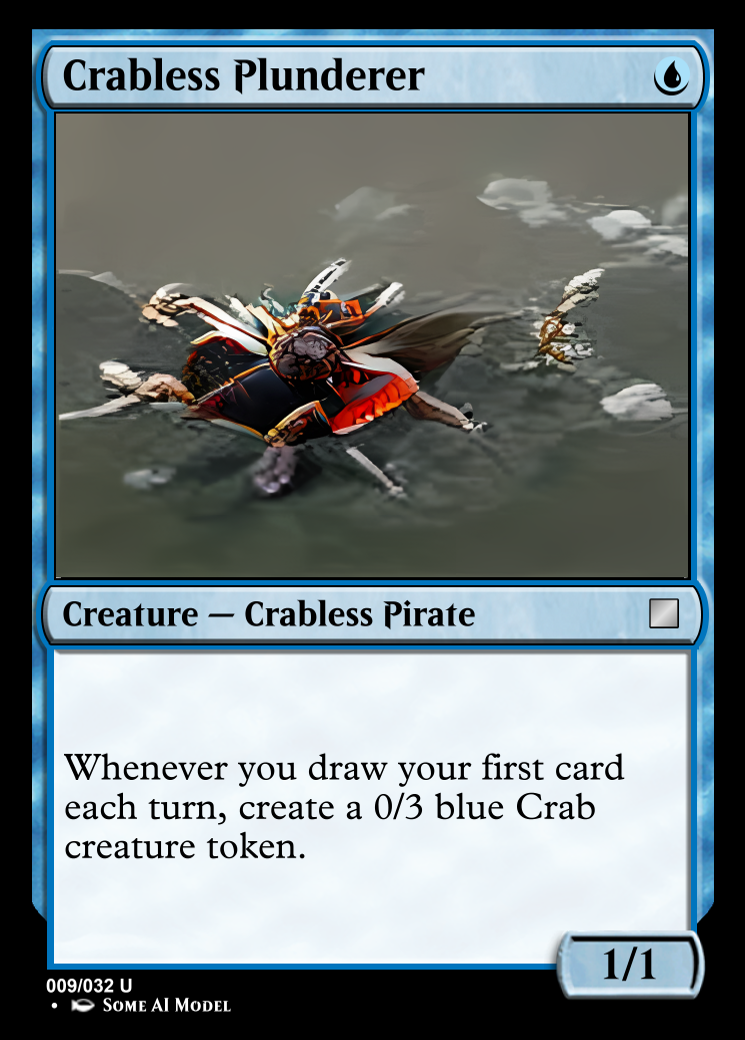 Crabless Plunderer
Creature — Crabless Pirate
Whenever you draw your first card
each turn, create a 0/3 blue Crab
creature token.
1/1
009/032 U
• Some AI Model